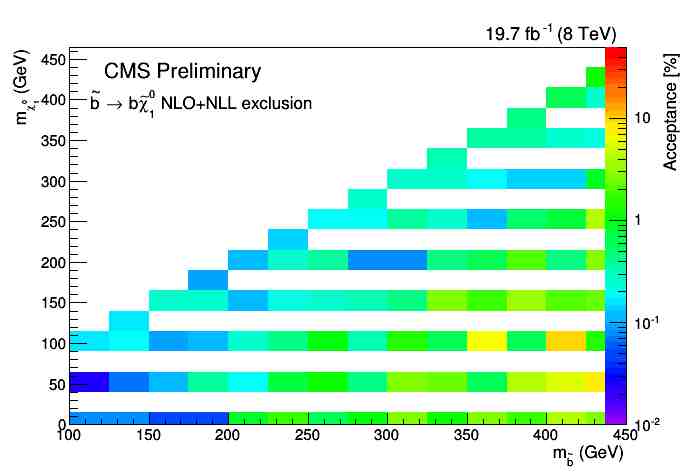 19.7 fb⁻¹ (8 TeV)
CMS Preliminary
b̃ → bχ̃₁⁰ NLO+NLL exclusion
m_χ̃₁⁰ (GeV)
450
400
350
300
250
200
150
100
50
0
100 150 200 250 300 350 400 450
m_b̃ (GeV)
Acceptance [%]
10
1
10⁻¹
10⁻²